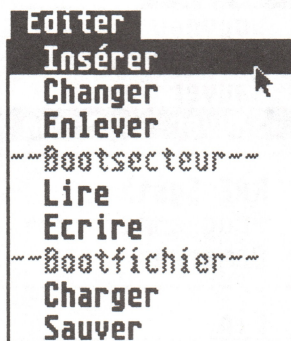 Editer
Insérer
Changer
Enlever
~~Bootsecteur~~
Lire
Ecrire
~~Bootfichier~~
Charger
Sauver